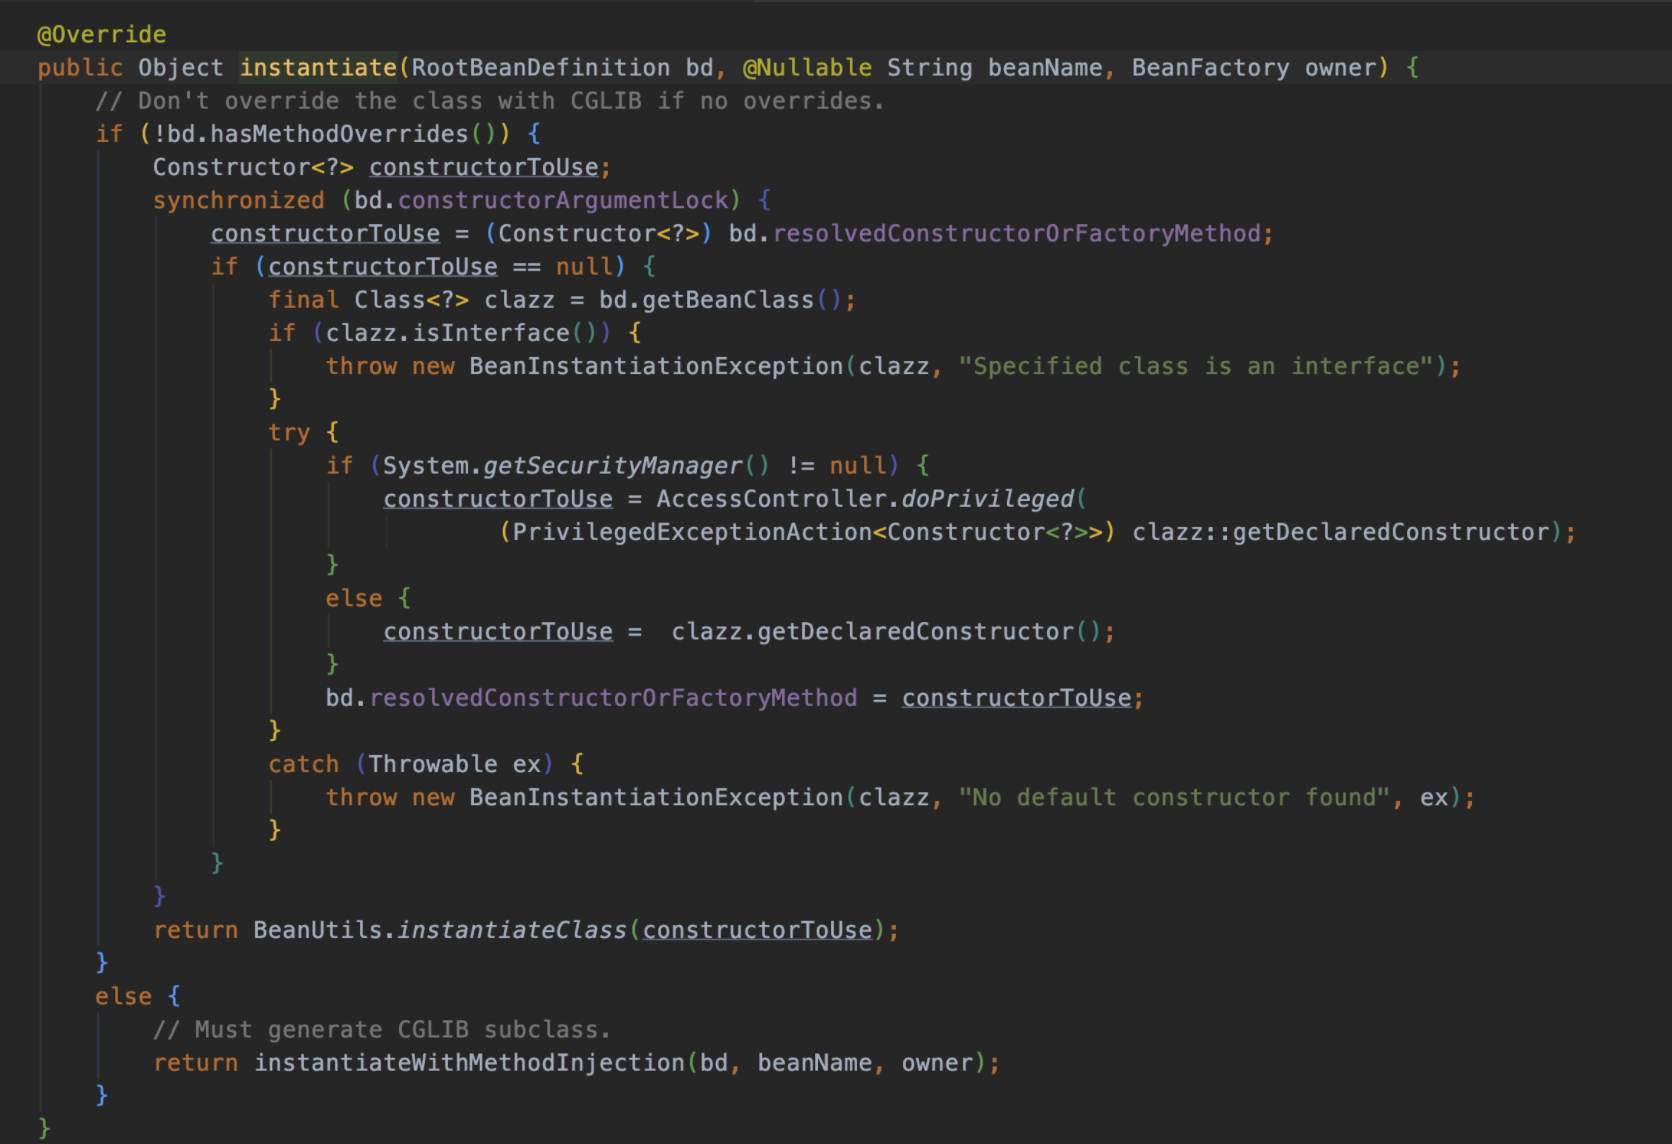 @Override
public Object instantiate(RootBeanDefinition bd, @Nullable String beanName, BeanFactory owner) {
    // Don't override the class with CGLIB if no overrides.
    if (!bd.hasMethodOverrides()) {
        Constructor<?> constructorToUse;
        synchronized (bd.constructorArgumentLock) {
            constructorToUse = (Constructor<?>) bd.resolvedConstructorOrFactoryMethod;
            if (constructorToUse == null) {
                final Class<?> clazz = bd.getBeanClass();
                if (clazz.isInterface()) {
                    throw new BeanInstantiationException(clazz, "Specified class is an interface");
                }
                try {
                    if (System.getSecurityManager() != null) {
                        constructorToUse = AccessController.doPrivileged(
                                (PrivilegedExceptionAction<Constructor<?>>) clazz::getDeclaredConstructor);
                    }
                    else {
                        constructorToUse =  clazz.getDeclaredConstructor();
                    }
                    bd.resolvedConstructorOrFactoryMethod = constructorToUse;
                }
                catch (Throwable ex) {
                    throw new BeanInstantiationException(clazz, "No default constructor found", ex);
                }
            }
        }
        return BeanUtils.instantiateClass(constructorToUse);
    }
    else {
        // Must generate CGLIB subclass.
        return instantiateWithMethodInjection(bd, beanName, owner);
    }
}